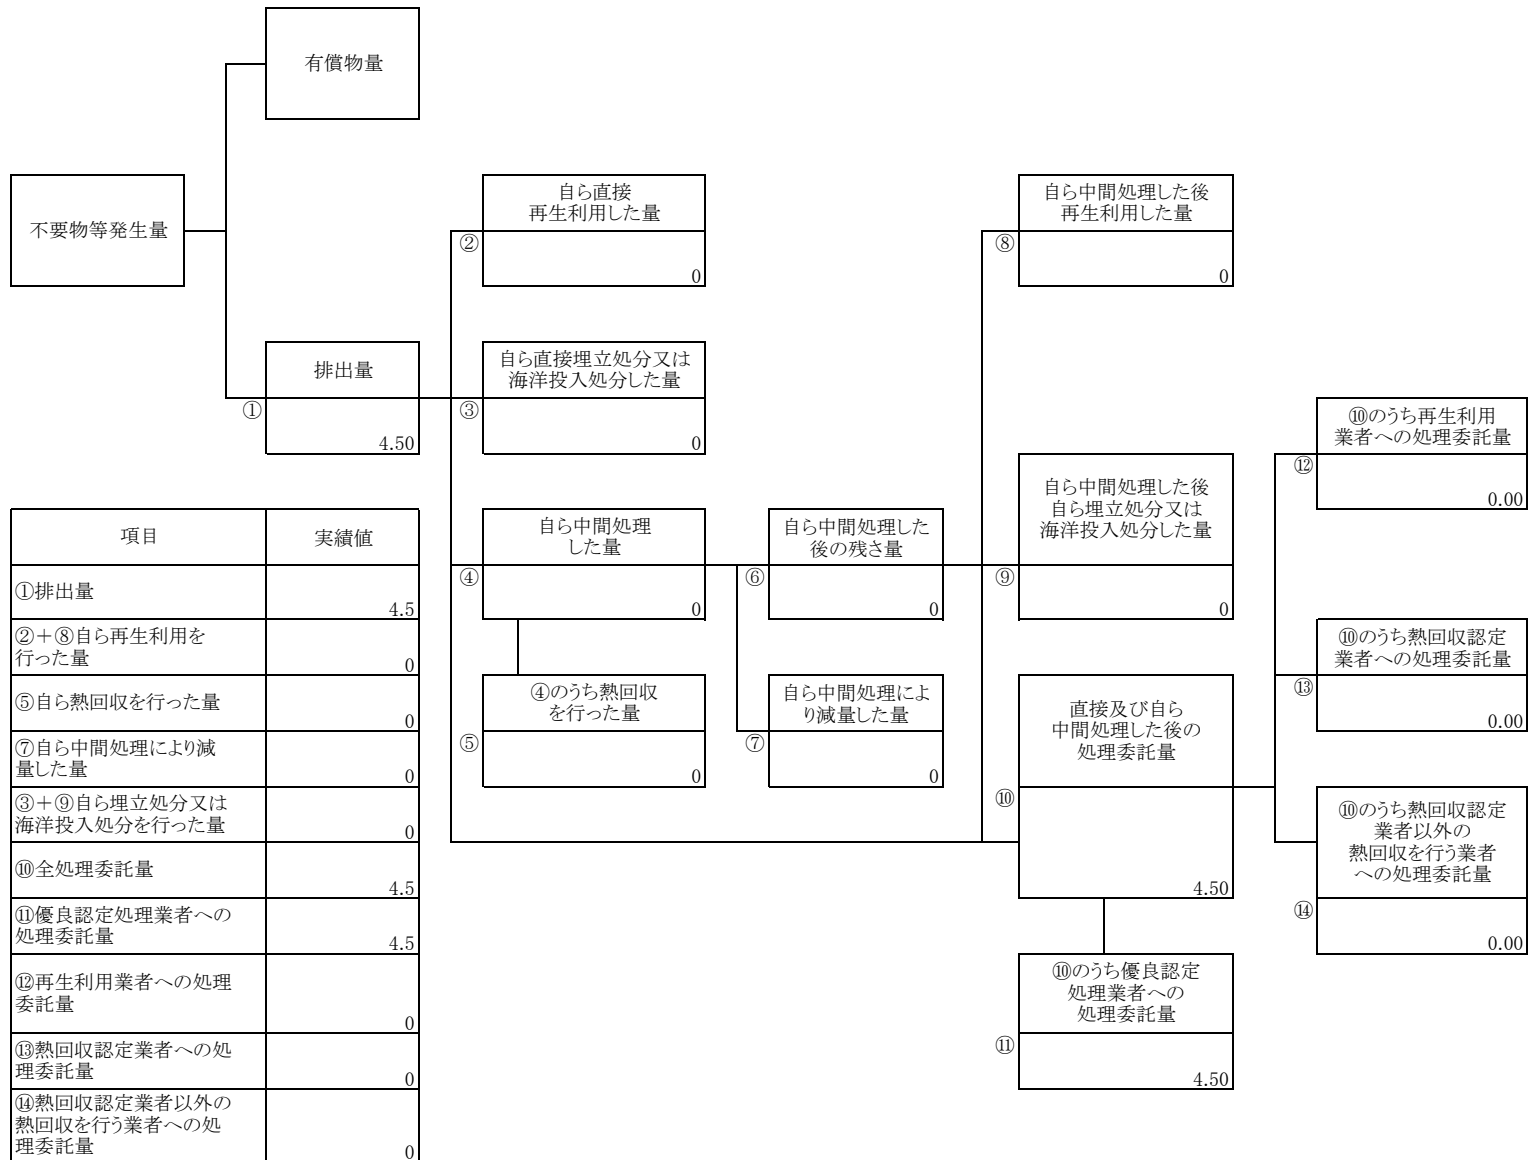 有償物量
不要物等発生量
自ら直接
再生利用した量
②
0
自ら中間処理した後
再生利用した量
⑧
0
排出量
①
4.50
自ら直接埋立処分又は
海洋投入処分した量
③
0
⑩のうち再生利用
業者への処理委託量
⑫
0.00
自ら中間処理
した量
④
0
自ら中間処理した
後の残さ量
⑥
0
自ら中間処理した後
自ら埋立処分又は
海洋投入処分した量
⑨
0
⑩のうち熱回収認定
業者への処理委託量
⑬
0.00
④のうち熱回収
を行った量
⑤
0
自ら中間処理によ
り減量した量
⑦
0
直接及び自ら
中間処理した後の
処理委託量
⑩
4.50
⑩のうち熱回収認定
業者以外の
熱回収を行う業者
への処理委託量
⑭
0.00
⑩のうち優良認定
処理業者への
処理委託量
⑪
4.50
項目
実績値
①排出量
4.5
②＋⑧自ら再生利用を
行った量
0
⑤自ら熱回収を行った量
0
⑦自ら中間処理により減
量した量
0
③＋⑨自ら埋立処分又は
海洋投入処分を行った量
0
⑩全処理委託量
4.5
⑪優良認定処理業者への
処理委託量
4.5
⑫再生利用業者への処理
委託量
0
⑬熱回収認定業者への処
理委託量
0
⑭熱回収認定業者以外の
熱回収を行う業者への処
理委託量
0